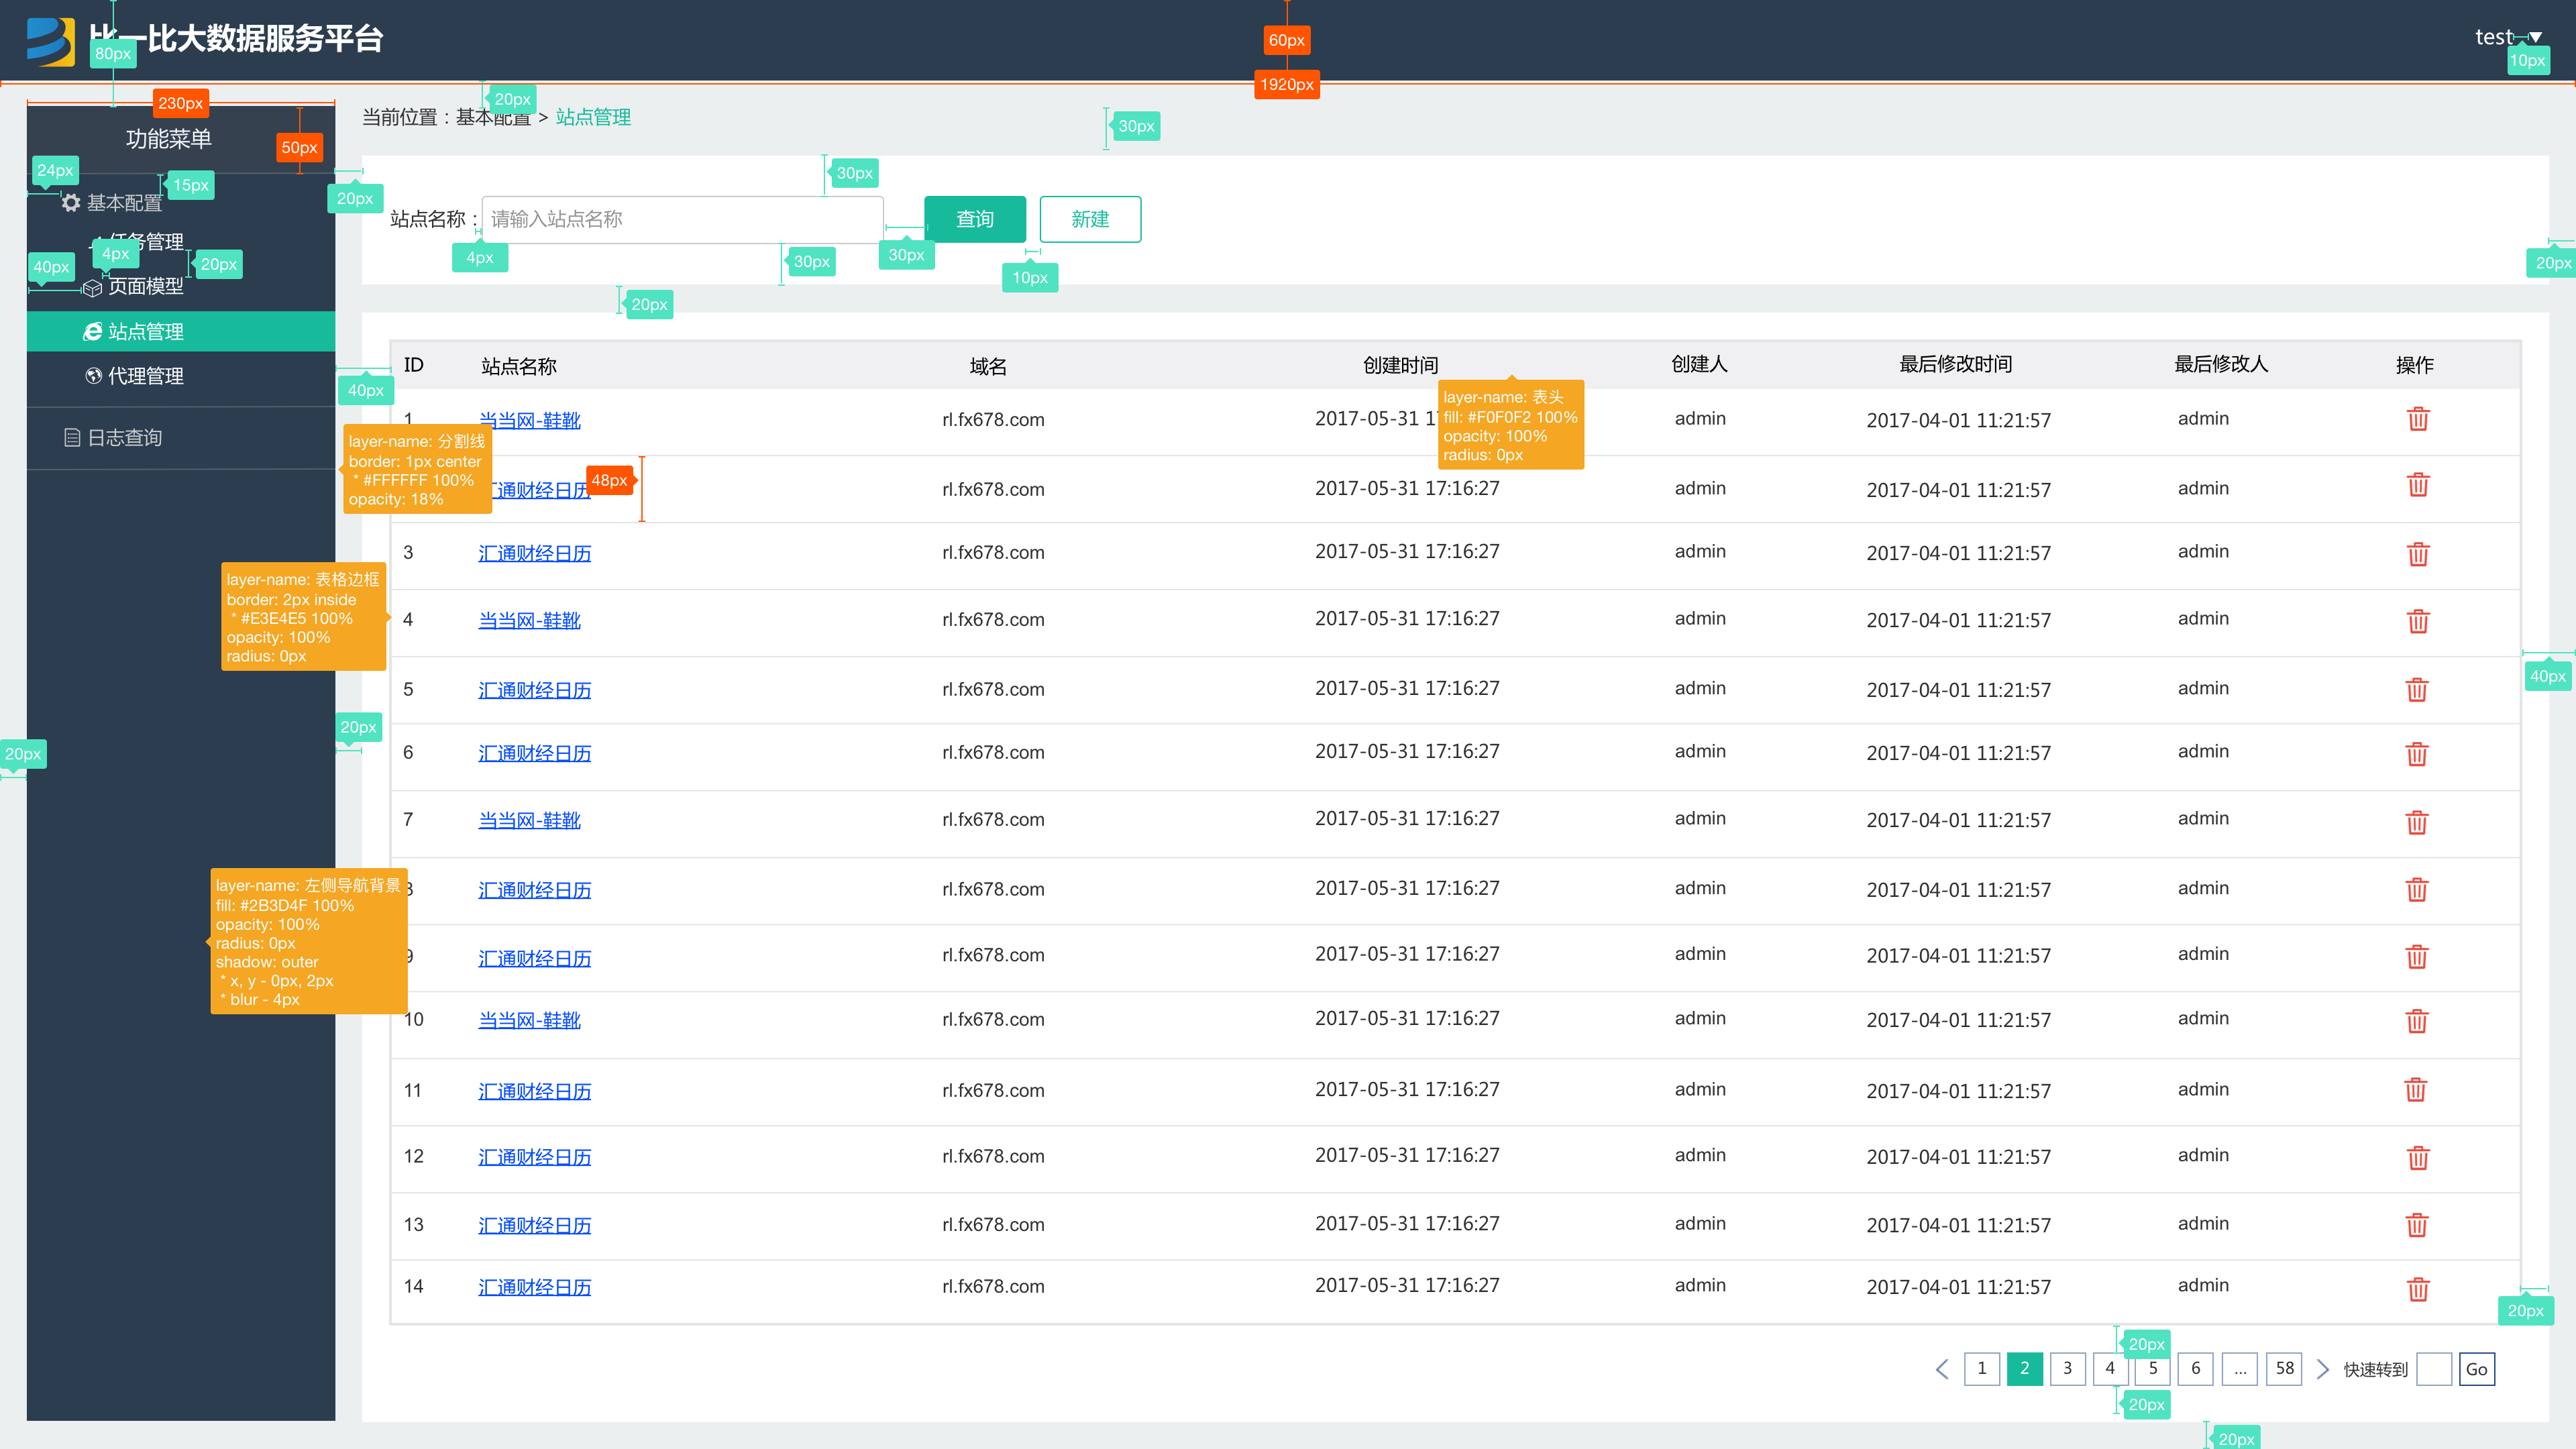 比一比大数据服务平台
80px
60px
1920px
test
10px
230px
20px
当前位置：基本配置 > 站点管理
30px
功能菜单
50px
24px
15px
20px
基本配置
任务管理
4px
40px
20px
页面模型
站点管理
代理管理
40px
日志查询
30px
站点名称：
请输入站点名称
查询
新建
4px
30px
30px
10px
20px
20px
ID 站点名称 域名 创建时间 创建人 最后修改时间 最后修改人 操作
1 当当网-鞋靴 rl.fx678.com 2017-05-31 1 admin 2017-04-01 11:21:57 admin
layer-name: 表头
fill: #F0F0F2 100%
opacity: 100%
radius: 0px
layer-name: 分割线
border: 1px center
* #FFFFFF 100%
opacity: 18%
汇通财经日历 48px rl.fx678.com 2017-05-31 17:16:27 admin 2017-04-01 11:21:57 admin
3 汇通财经日历 rl.fx678.com 2017-05-31 17:16:27 admin 2017-04-01 11:21:57 admin
layer-name: 表格边框
border: 2px inside
* #E3E4E5 100%
opacity: 100%
radius: 0px
4 当当网-鞋靴 rl.fx678.com 2017-05-31 17:16:27 admin 2017-04-01 11:21:57 admin
40px
5 汇通财经日历 rl.fx678.com 2017-05-31 17:16:27 admin 2017-04-01 11:21:57 admin
20px
20px
6 汇通财经日历 rl.fx678.com 2017-05-31 17:16:27 admin 2017-04-01 11:21:57 admin
7 当当网-鞋靴 rl.fx678.com 2017-05-31 17:16:27 admin 2017-04-01 11:21:57 admin
layer-name: 左侧导航背景
fill: #2B3D4F 100%
opacity: 100%
radius: 0px
shadow: outer
* x, y - 0px, 2px
* blur - 4px
8 汇通财经日历 rl.fx678.com 2017-05-31 17:16:27 admin 2017-04-01 11:21:57 admin
9 汇通财经日历 rl.fx678.com 2017-05-31 17:16:27 admin 2017-04-01 11:21:57 admin
10 当当网-鞋靴 rl.fx678.com 2017-05-31 17:16:27 admin 2017-04-01 11:21:57 admin
11 汇通财经日历 rl.fx678.com 2017-05-31 17:16:27 admin 2017-04-01 11:21:57 admin
12 汇通财经日历 rl.fx678.com 2017-05-31 17:16:27 admin 2017-04-01 11:21:57 admin
13 汇通财经日历 rl.fx678.com 2017-05-31 17:16:27 admin 2017-04-01 11:21:57 admin
14 汇通财经日历 rl.fx678.com 2017-05-31 17:16:27 admin 2017-04-01 11:21:57 admin
20px
20px
1 2 3 4 5 6 ... 58 快速转到 Go
20px
20px